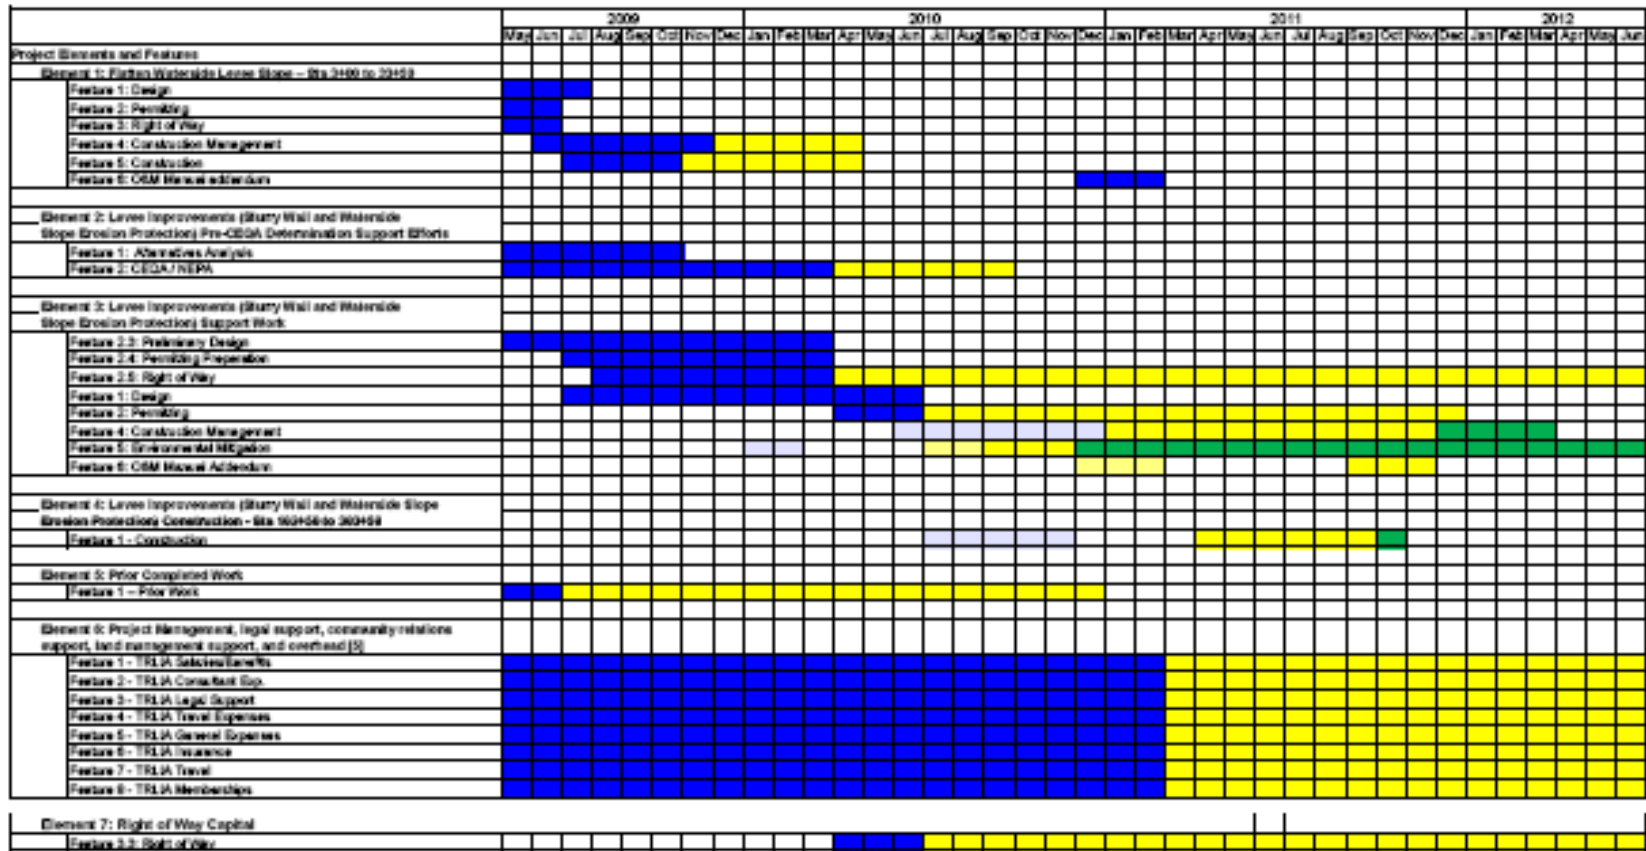 2009 2010 2011 2012
May Jun Jul Aug Sep Oct Nov Dec Jan Feb Mar Apr May Jun Jul Aug Sep Oct Nov Dec Jan Feb Mar Apr May Jun Jul Aug Sep Oct Nov Dec Jan Feb Mar Apr May Jun
Project Elements and Features
Element 1: Flatten Waterside Levee Slope – Sta 3+00 to 33+50
Feature 1: Design
Feature 2: Permitting
Feature 3: Right of Way
Feature 4: Construction Management
Feature 5: Construction
Feature 6: O&M Manual addendum
Element 2: Levee Improvements (Slurry Wall and Waterside
Slope Erosion Protection) Pre-CEQA Determination Support Efforts
Feature 1: Alternatives Analysis
Feature 2: CEQA / NEPA
Element 3: Levee Improvements (Slurry Wall and Waterside
Slope Erosion Protection) Support Work
Feature 2.3: Preliminary Design
Feature 2.4: Permitting Preparation
Feature 2.5: Right of Way
Feature 1: Design
Feature 2: Permitting
Feature 4: Construction Management
Feature 5: Environmental Mitigation
Feature 6: O&M Manual Addendum
Element 4: Levee Improvements (Slurry Wall and Waterside Slope
Erosion Protection) Construction - Sta
Feature 1 - Construction
Element 5: Prior Completed Work
Feature 1 – Prior Work
Element 6: Project Management, legal support, community relations
support, land management support, and overhead [5]
Feature 1 - TRLIA Salaries/Benefits
Feature 2 - TRLIA Consultant Exp.
Feature 3 - TRLIA Legal Support
Feature 4 - TRLIA Travel Expenses
Feature 5 - TRLIA General Expenses
Feature 6 - TRLIA Insurance
Feature 7 - TRLIA Travel
Feature 8 - TRLIA Memberships
Element 7: Right of Way Capital
Feature 3.3: Right of Way